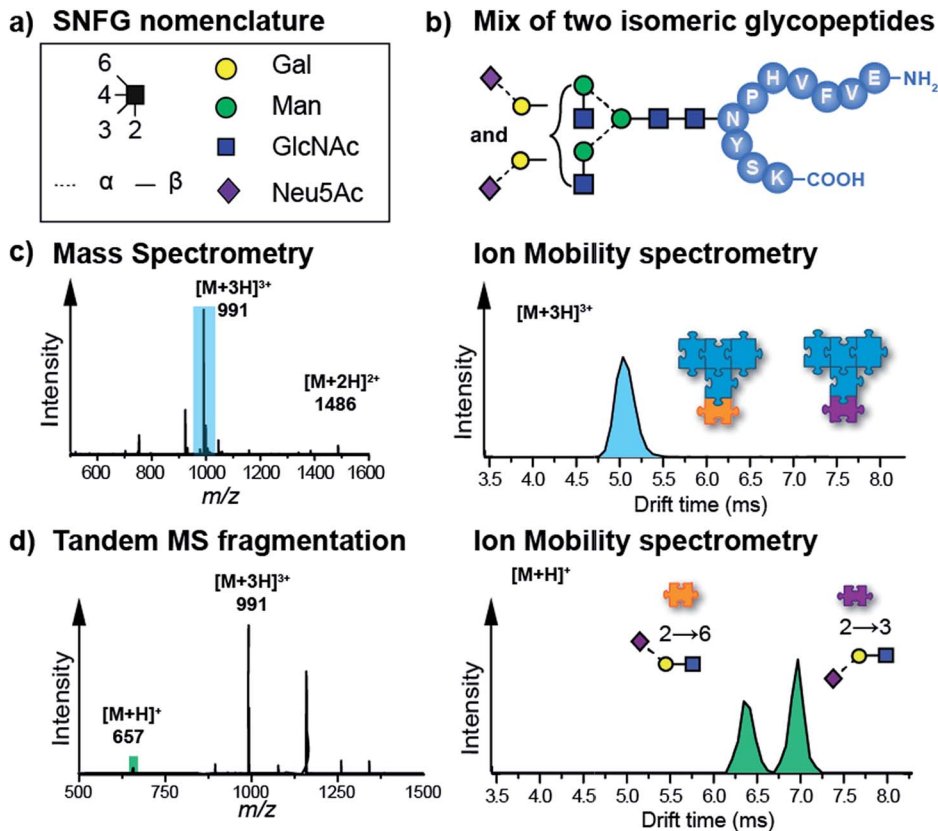 a) SNFG nomenclature
6
4
3 2
α β
Gal
Man
GlcNAc
Neu5Ac
b) Mix of two isomeric glycopeptides
and
N P H V F V E NH₂
Y
S
K COOH
c) Mass Spectrometry
Intensity
[M+3H]³⁺
991
[M+2H]²⁺
1486
600 800 1000 1200 1400 1600
m/z
Ion Mobility spectrometry
Intensity
[M+3H]³⁺
3.5 4.0 4.5 5.0 5.5 6.0 6.5 7.0 7.5 8.0
Drift time (ms)
d) Tandem MS fragmentation
Intensity
[M+3H]³⁺
991
[M+H]⁺
657
500 750 1000 1250 1500
m/z
Ion Mobility spectrometry
Intensity
[M+H]⁺
2→6
2→3
3.5 4.0 4.5 5.0 5.5 6.0 6.5 7.0 7.5 8.0
Drift time (ms)